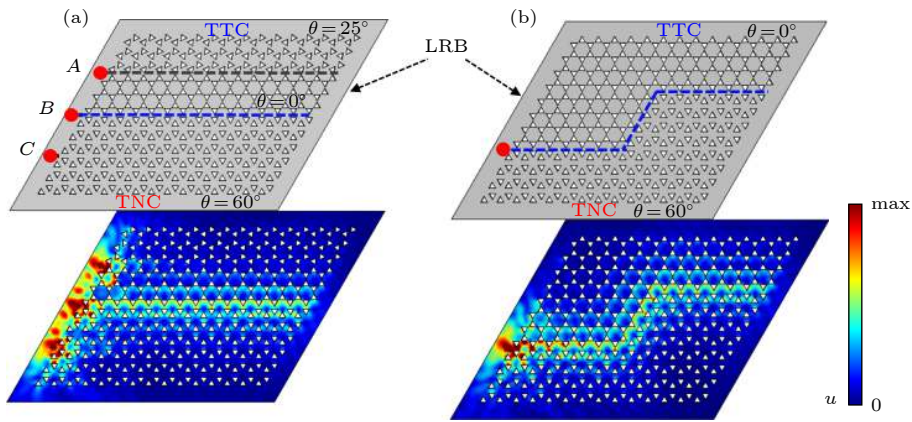 (a)
TTC
θ = 25°
A
B
θ = 0°
C
TNC
θ = 60°
LRB
(b)
TTC
θ = 0°
TNC
θ = 60°
max
u
0